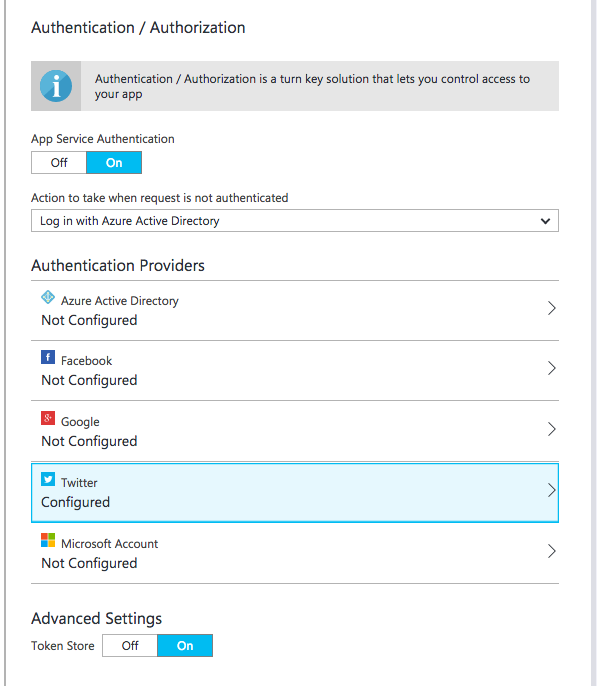 Authentication / Authorization
Authentication / Authorization is a turn key solution that lets you control access to
your app
App Service Authentication
Off On
Action to take when request is not authenticated
Log in with Azure Active Directory
Authentication Providers
Azure Active Directory
Not Configured
Facebook
Not Configured
Google
Not Configured
Twitter
Configured
Microsoft Account
Not Configured
Advanced Settings
Token Store Off On